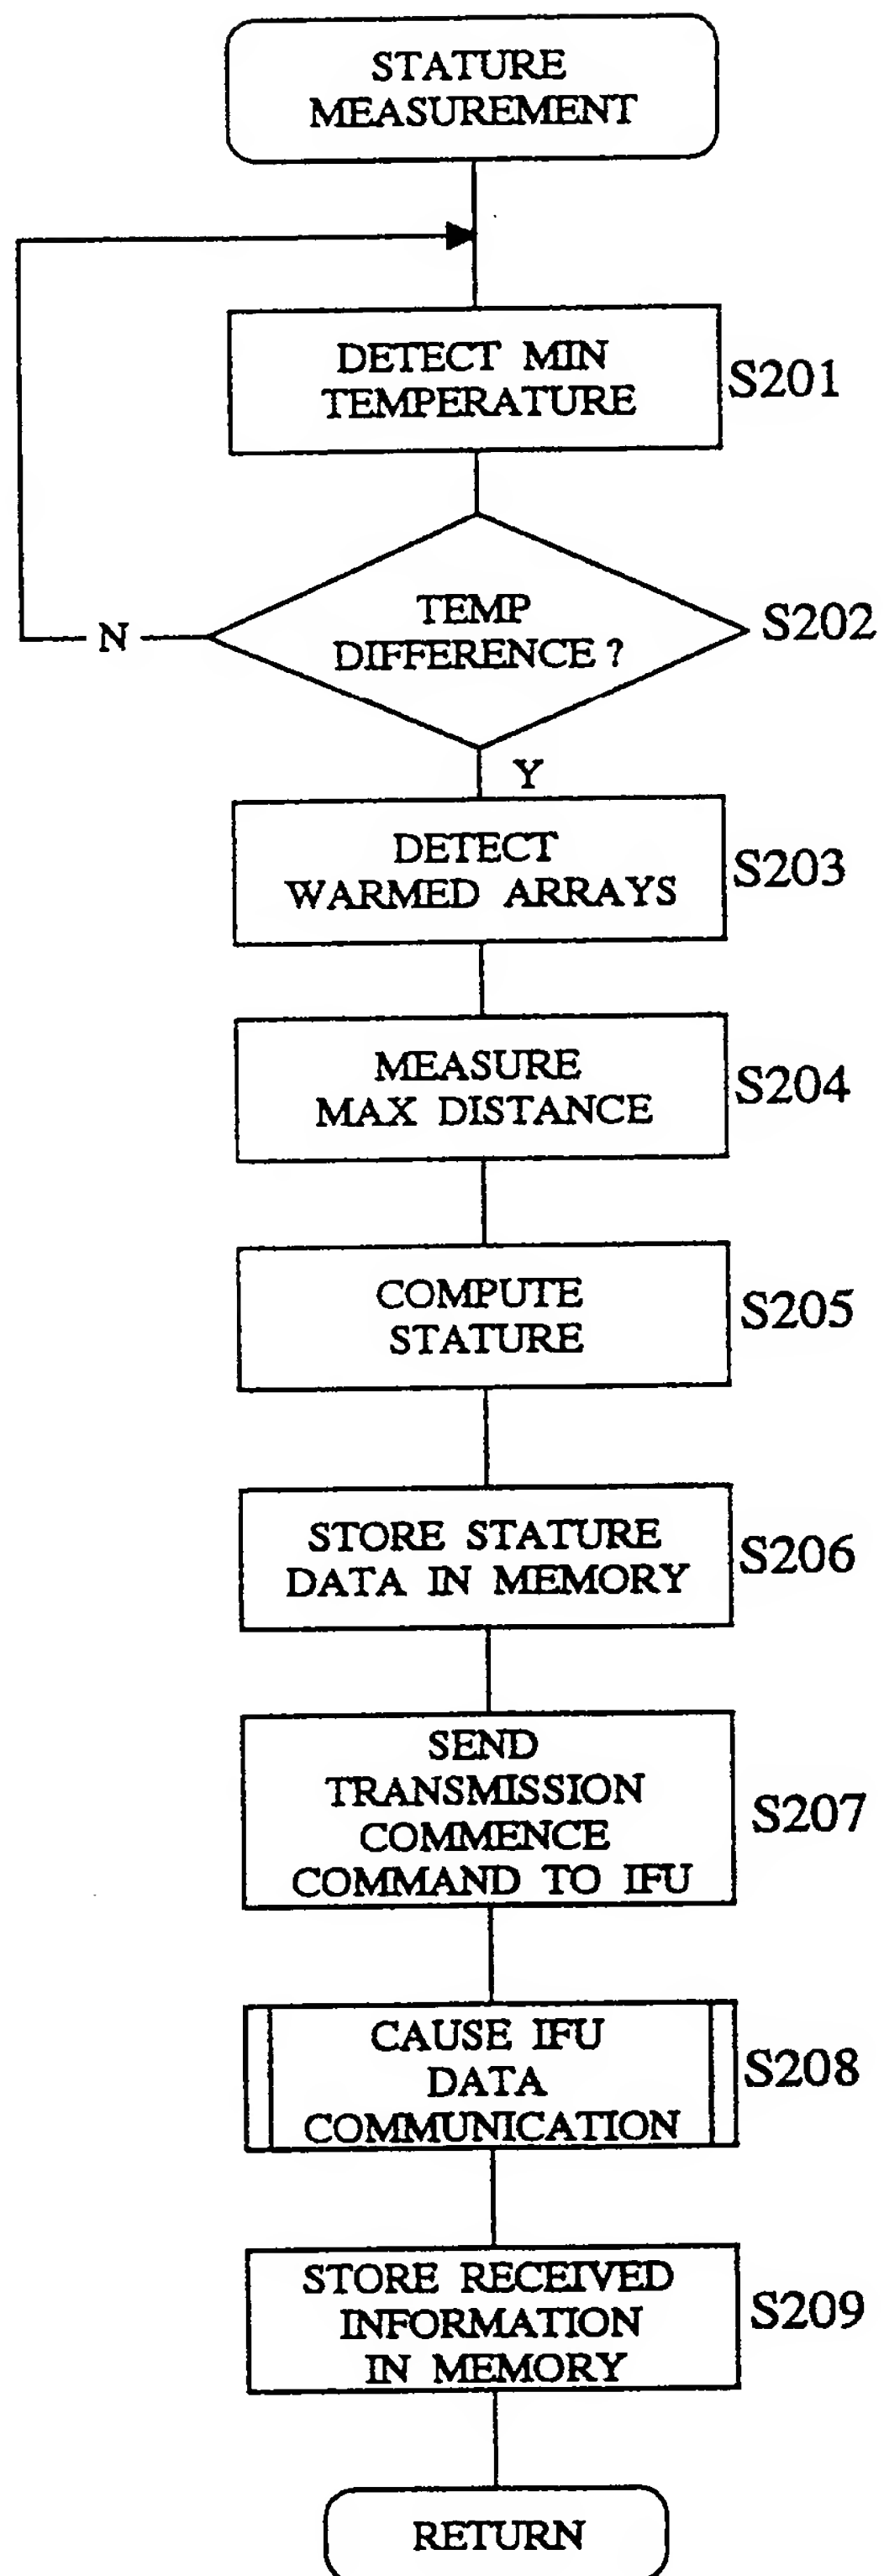 STATURE
MEASUREMENT
DETECT MIN
TEMPERATURE
S201
TEMP
DIFFERENCE ?
S202
N
Y
DETECT
WARMED ARRAYS
S203
MEASURE
MAX DISTANCE
S204
COMPUTE
STATURE
S205
STORE STATURE
DATA IN MEMORY
S206
SEND
TRANSMISSION
COMMENCE
COMMAND TO IFU
S207
CAUSE IFU
DATA
COMMUNICATION
S208
STORE RECEIVED
INFORMATION
IN MEMORY
S209
RETURN